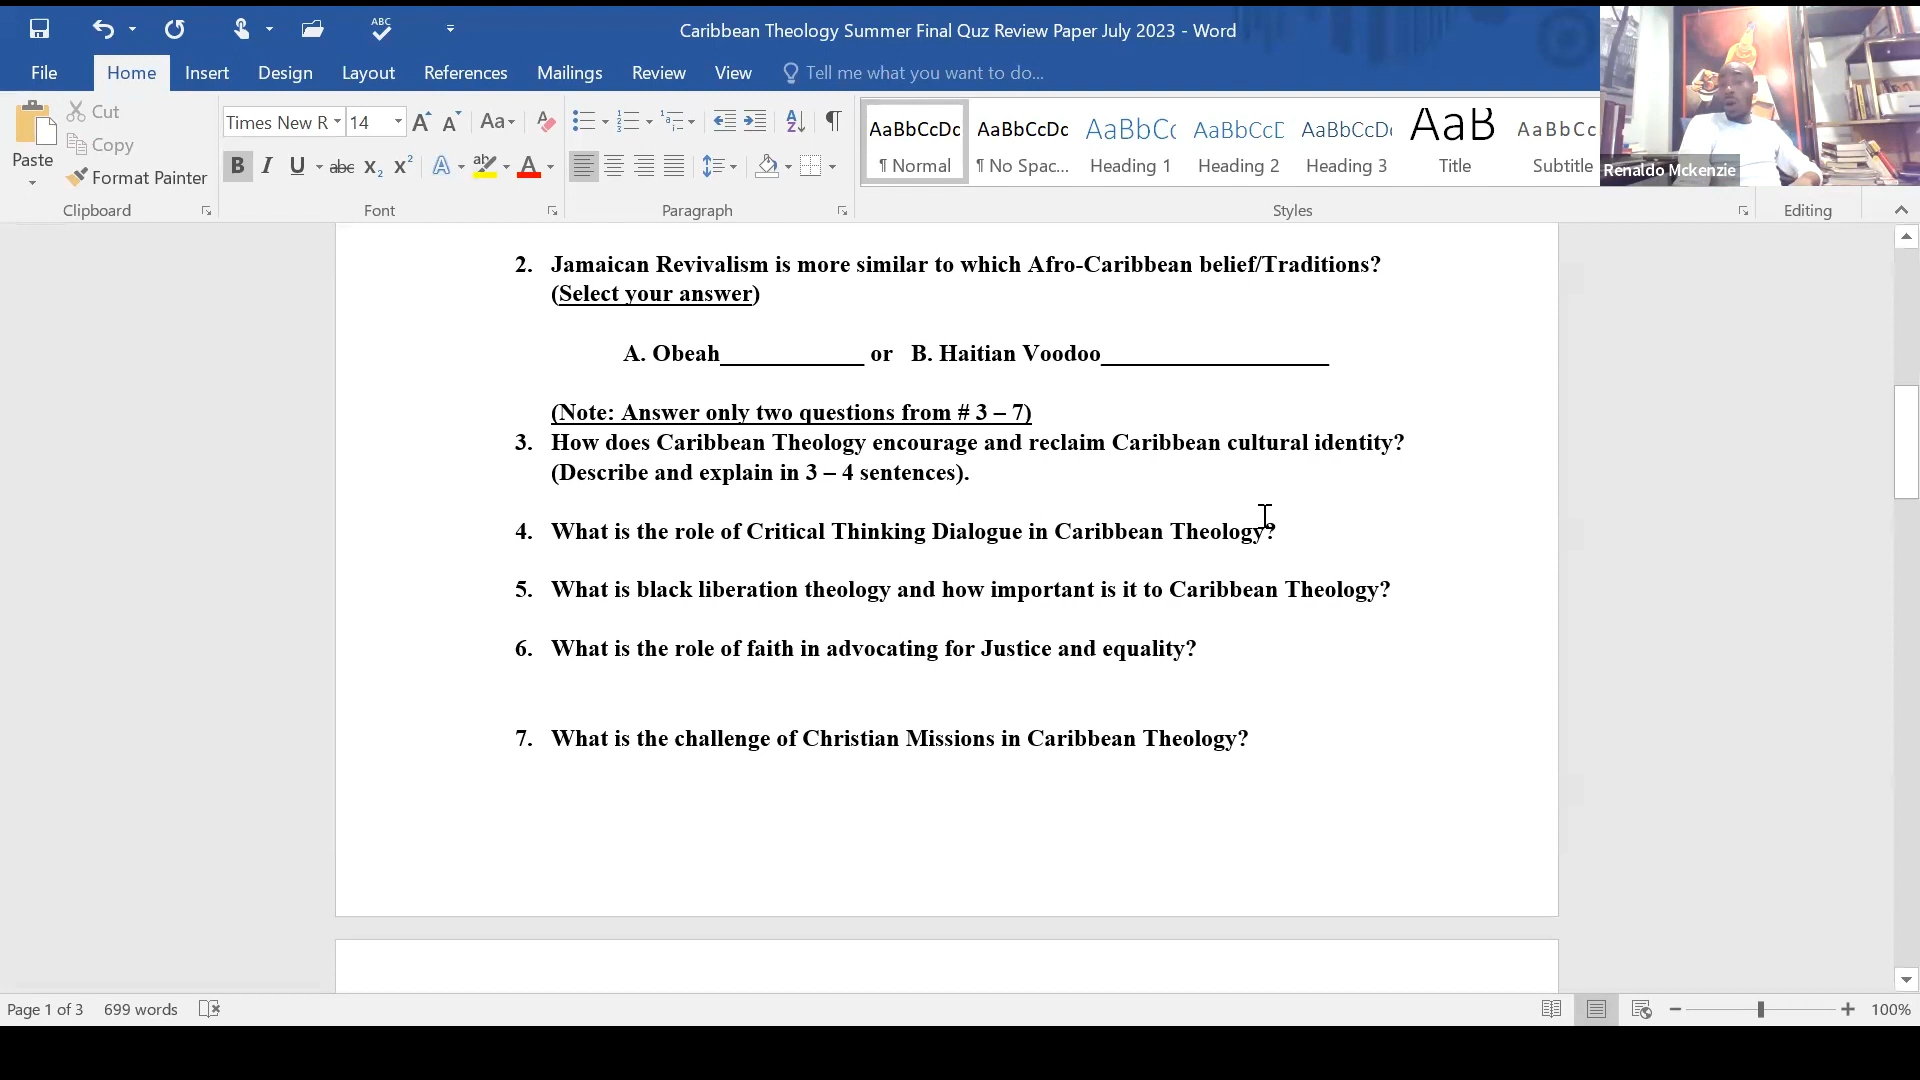 ABC
Caribbean Theology Summer Final Quz Review Paper July 2023 - Word
File Home Insert Design Layout References Mailings Review View Tell me what you want to do...
Cut
Copy
Paste
Format Painter
Times New R 14 Aa
B I U abc X₂ X² A ab A
AaBbCcDc AaBbCcDc AaBbCc AaBbCcD AaBbCcDc AaB AaBbCc
¶ Normal ¶ No Spac... Heading 1 Heading 2 Heading 3 Title Subtitle
Renaldo Mckenzie
Clipboard Font Paragraph Styles Editing
2. Jamaican Revivalism is more similar to which Afro-Caribbean belief/Traditions?
(Select your answer)
A. Obeah____________ or B. Haitian Voodoo___________________
(Note: Answer only two questions from # 3 – 7)
3. How does Caribbean Theology encourage and reclaim Caribbean cultural identity?
(Describe and explain in 3 – 4 sentences).
4. What is the role of Critical Thinking Dialogue in Caribbean Theology?
5. What is black liberation theology and how important is it to Caribbean Theology?
6. What is the role of faith in advocating for Justice and equality?
7. What is the challenge of Christian Missions in Caribbean Theology?
Page 1 of 3 699 words 100%